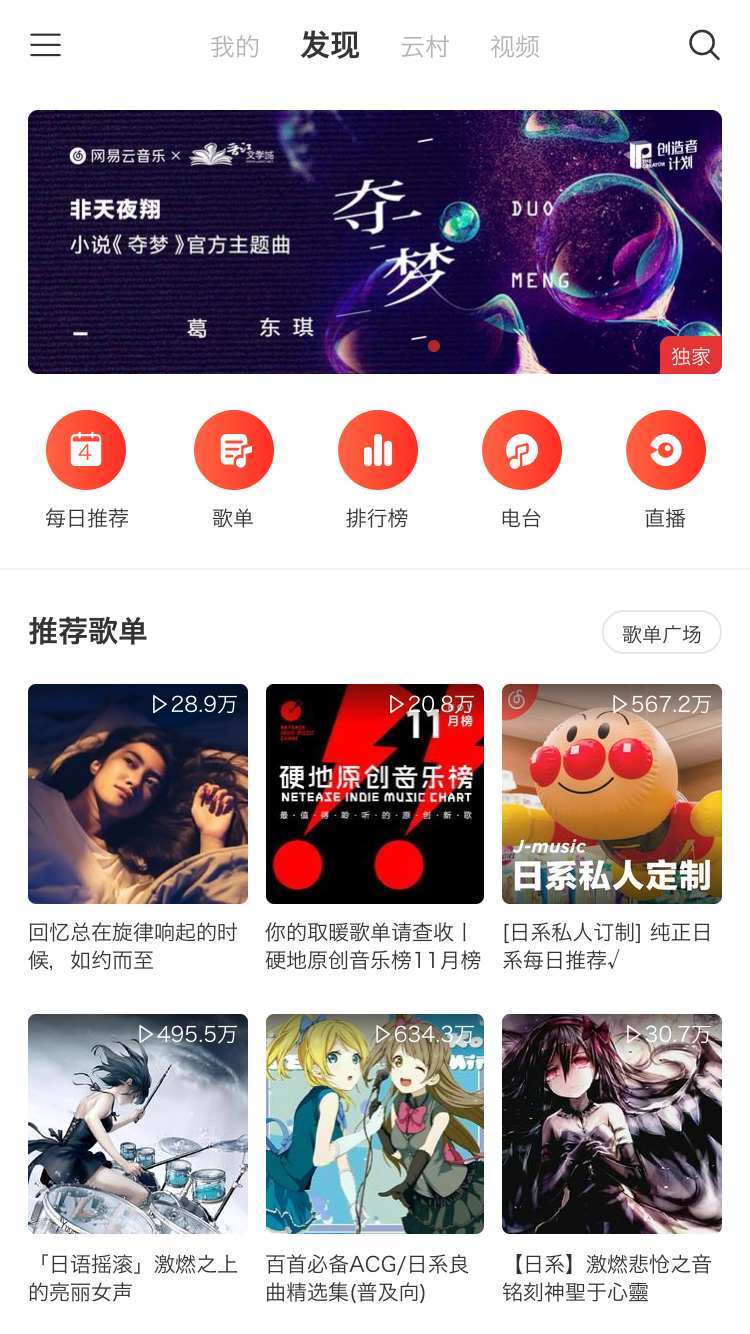 我的 发现 云村 视频
网易云音乐 × 晋江文学城
创造者计划
非天夜翔
小说《夺梦》官方主题曲
夺梦
DUO
MENG
葛 东 琪
独家
4
每日推荐 歌单 排行榜 电台 直播
推荐歌单
歌单广场
28.9万
20.8万
NETEASE
INDIE MUSIC
CHART
11
月榜
硬地原创音乐榜
NETEASE INDIE MUSIC CHART
最·值·得·聆·听·的·原·创·新·歌
567.2万
J-music
日系私人定制
回忆总在旋律响起的时
候，如约而至
你的取暖歌单请查收丨
硬地原创音乐榜11月榜
[日系私人订制] 纯正日
系每日推荐√
495.5万
634.3万
30.7万
「日语摇滚」激燃之上
的亮丽女声
百首必备ACG/日系良
曲精选集(普及向)
【日系】激燃悲怆之音
铭刻神聖于心靈